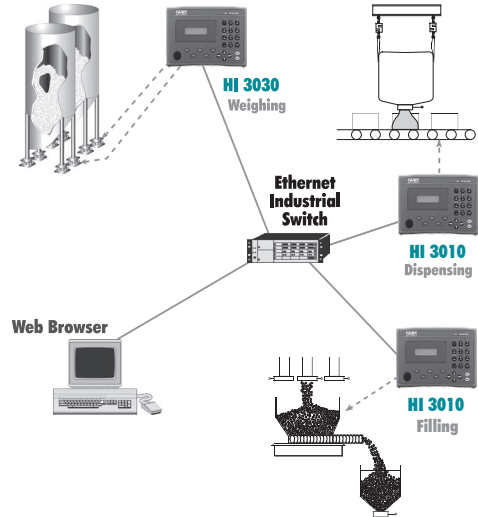 HI 3030
Weighing
Ethernet
Industrial
Switch
HI 3010
Dispensing
Web Browser
HI 3010
Filling